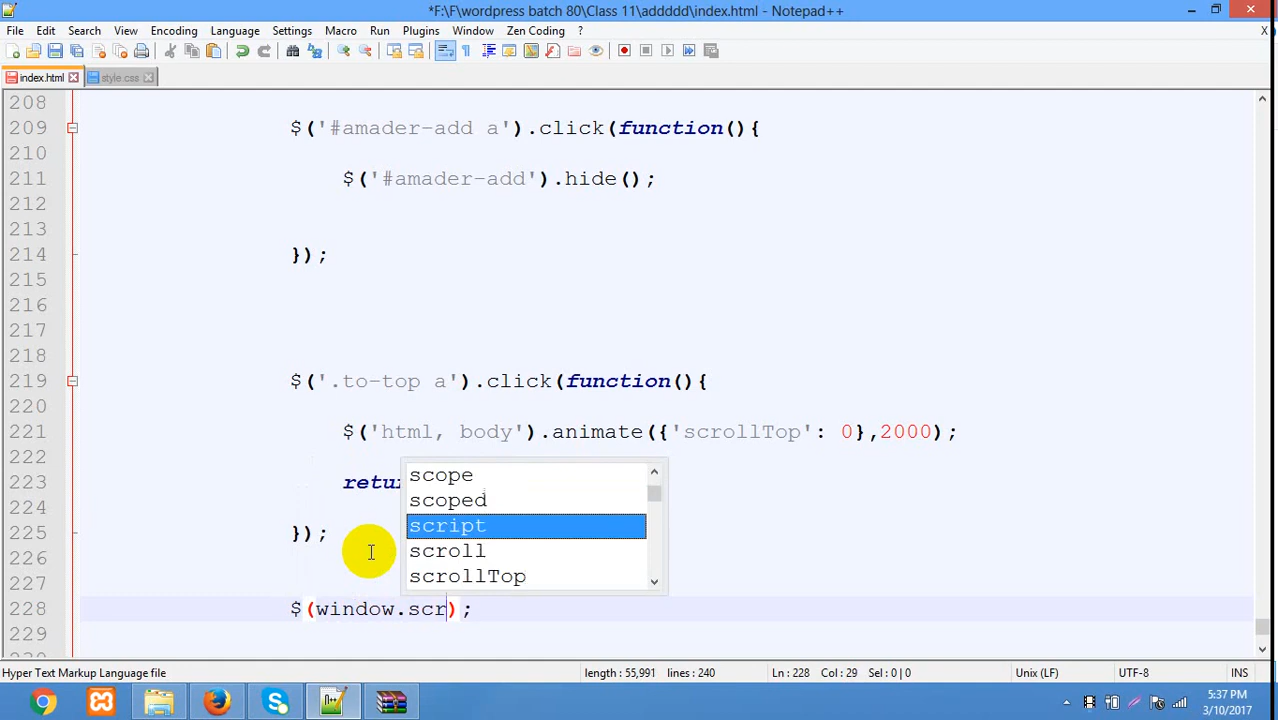 *F:\F\wordpress batch 80\Class 11\addddd\index.html - Notepad++
File Edit Search View Encoding Language Settings Macro Run Plugins Window Zen Coding ? X
index.html style.css
208
209 $('#amader-add a').click(function(){
210
211 $('#amader-add').hide();
212
213
214 });
215
216
217
218
219 $('.to-top a').click(function(){
220
221 $('html, body').animate({'scrollTop': 0},2000);
222
223 retur
224
225 });
226
227
228 $(window.scr);
229
scope
scoped
script
scroll
scrollTop
Hyper Text Markup Language file length : 55,991 lines : 240 Ln : 228 Col : 29 Sel : 0 | 0 Unix (LF) UTF-8 INS
5:37 PM
3/10/2017